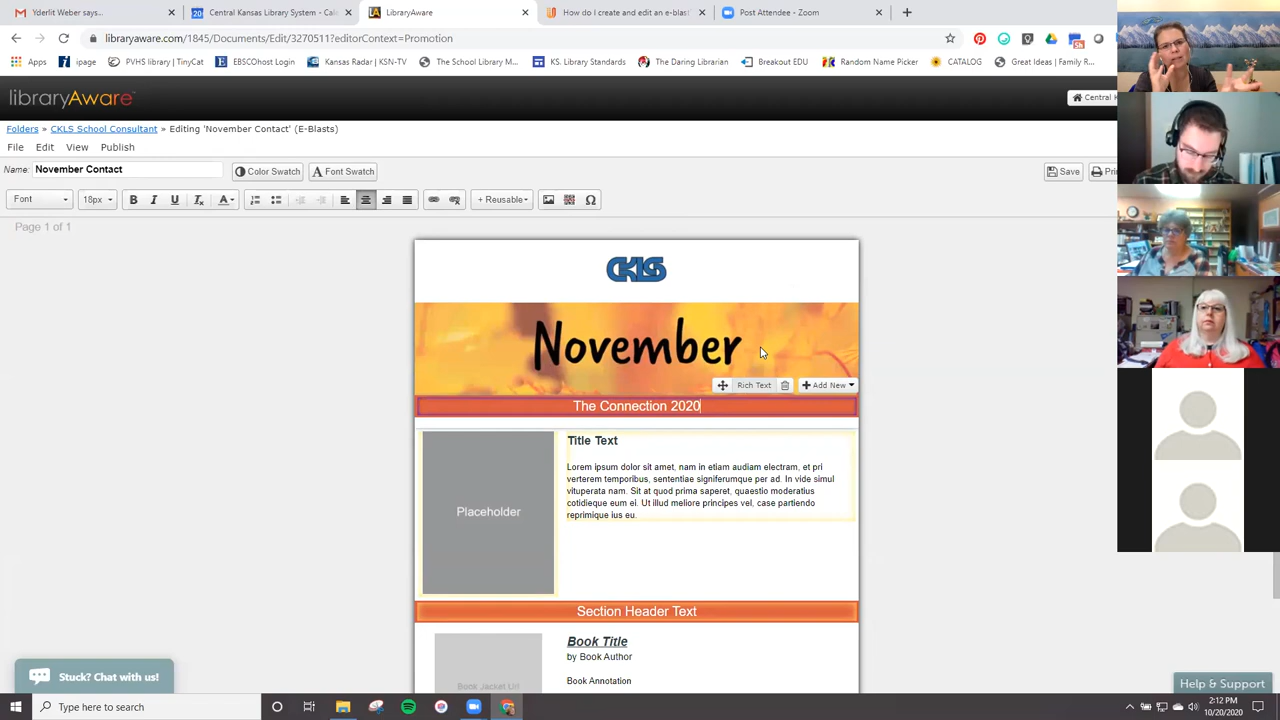 Yderlit Weber sav...
Central Kansas Library System - Cale
LibraryAware
How do I create and edit an e-blast
Post Attendee - Zoom
libraryaware.com/1845/Documents/Edit/3270511?editorContext=Promotion
Apps ipage PVHS library | TinyCat EBSCOhost Login Kansas Radar | KSN-TV The School Library M... KS. Library Standards The Daring Librarian Breakout EDU Random Name Picker CATALOG Great Ideas | Family R...
libraryAware
Central K
Folders » CKLS School Consultant » Editing 'November Contact' (E-Blasts)
File Edit View Publish
Name: November Contact Color Swatch Font Swatch Save Pri
Font 18px B I U + Reusable
Page 1 of 1
CKLS
November
Rich Text Add New
The Connection 2020
Title Text
Lorem ipsum dolor sit amet, nam in etiam audiam electram, et pri
verterem temporibus, sententiae signiferumque per ad. In vide simul
vituperata nam. Sit at quod prima saperet, quaestio moderatius
cotidieque eum ei. Ut illud meliore principes vel, case partiendo
reprimique ius eu.
Placeholder
Section Header Text
Book Title
by Book Author
Book Annotation
Book Jacket Url
Stuck? Chat with us!
Help & Support
Type here to search
2:12 PM
10/20/2020